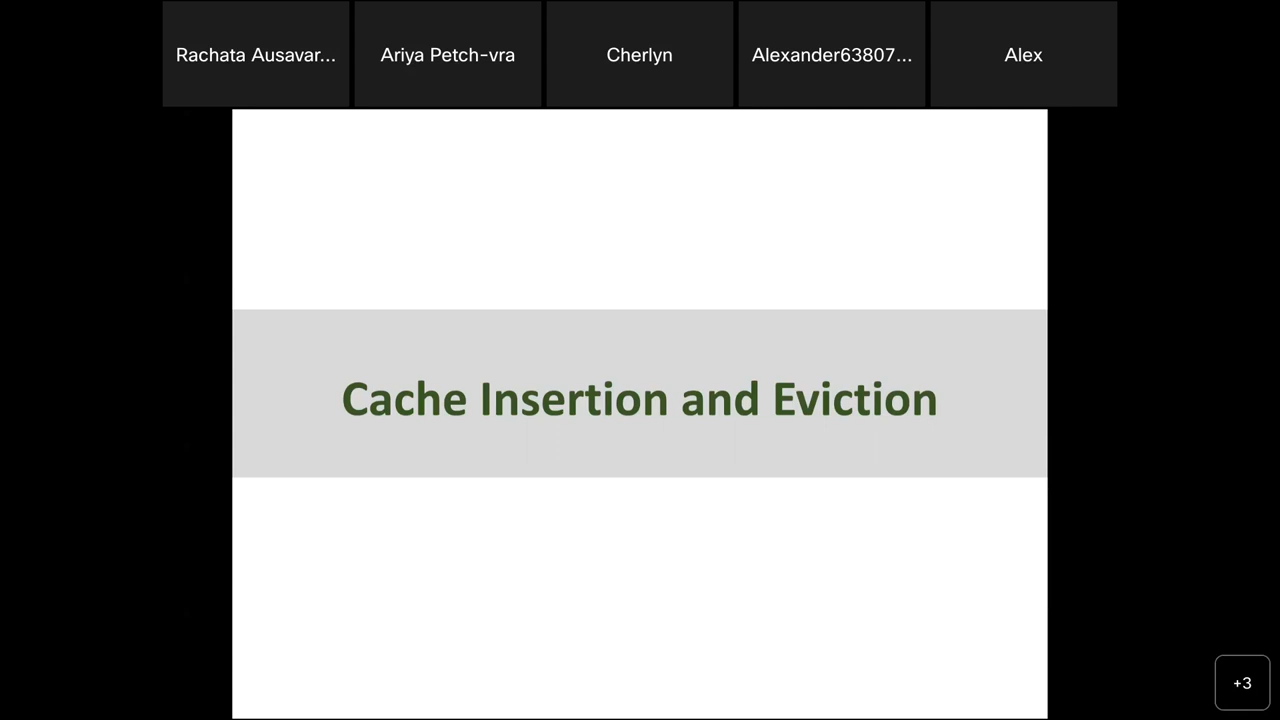 Rachata Ausavar...
Ariya Petch-vra
Cherlyn
Alexander63807...
Alex
Cache Insertion and Eviction
+3